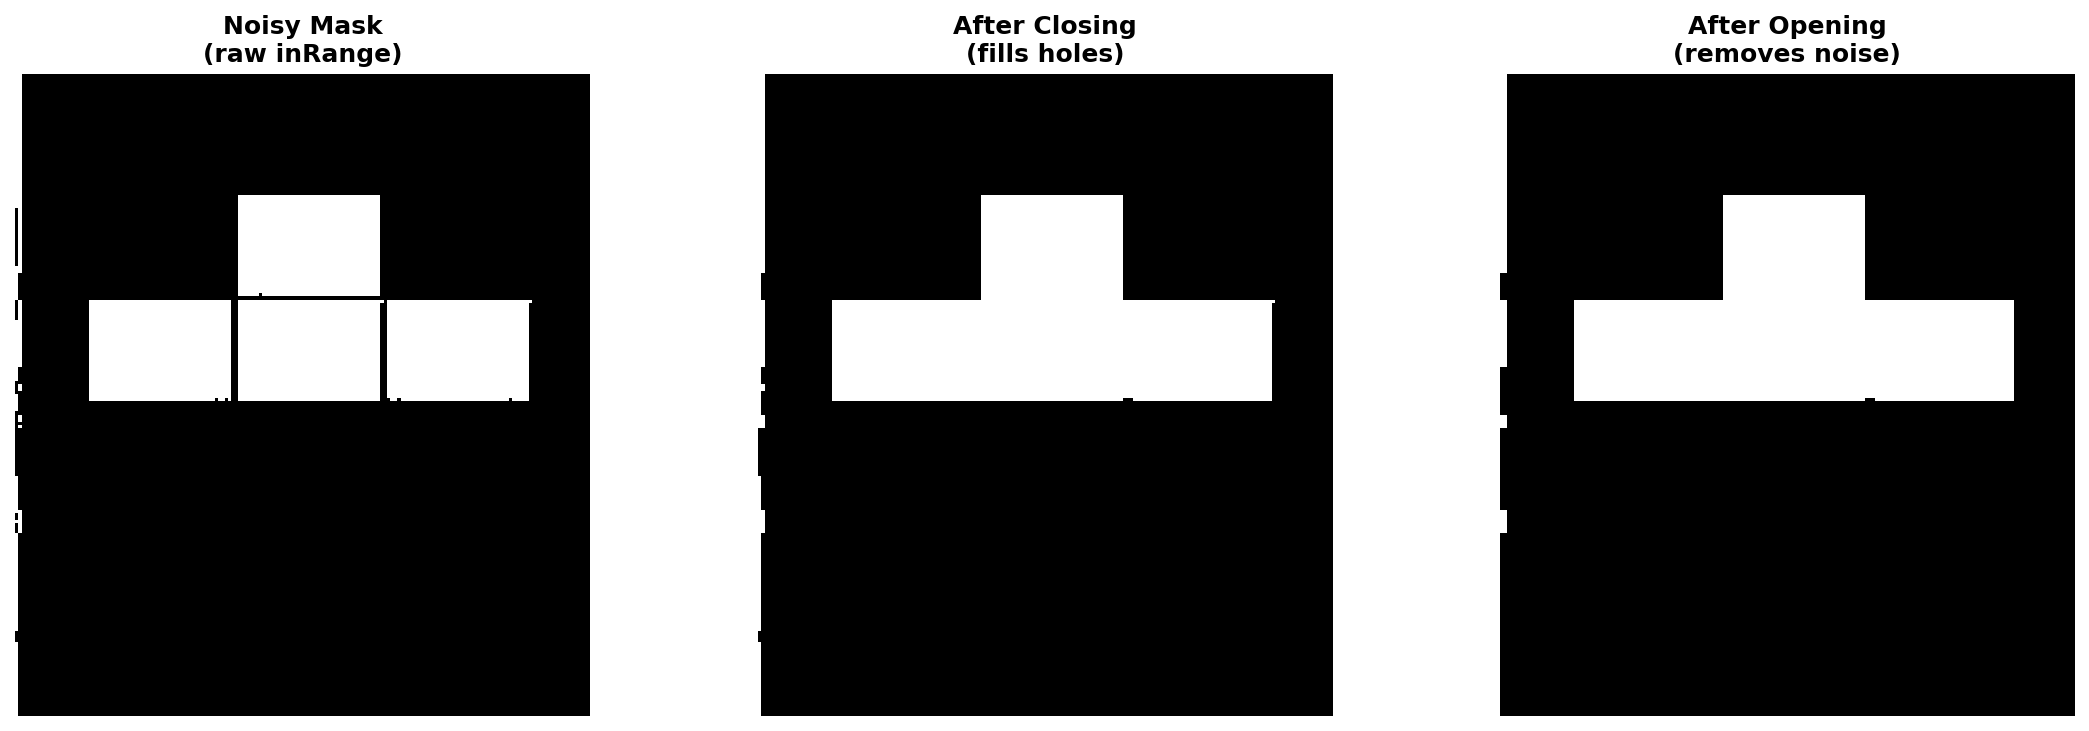 Noisy Mask
(raw inRange)
After Closing
(fills holes)
After Opening
(removes noise)